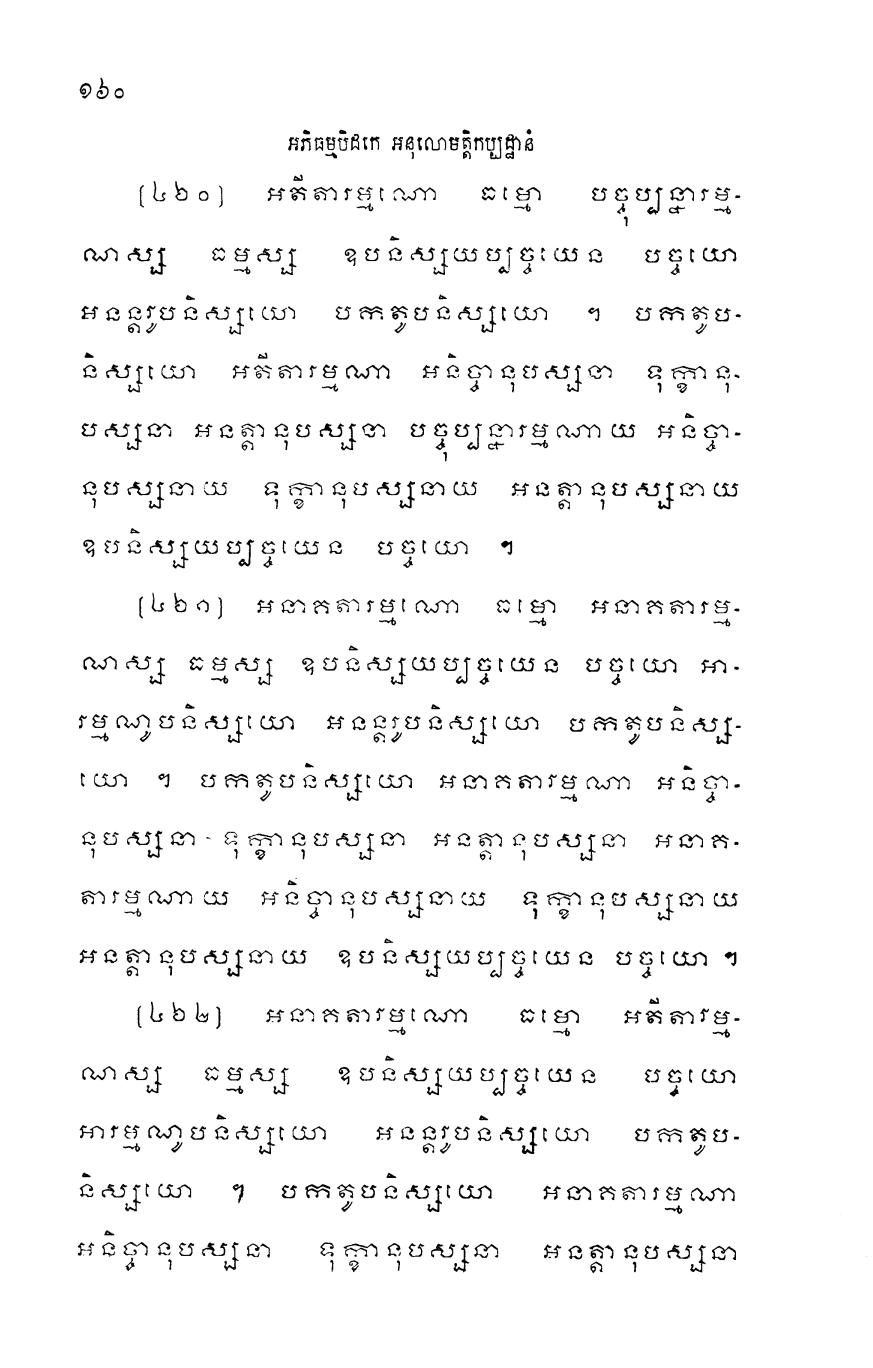 ១៦០
អភិធម្មបិដកេ អនុលោមត្តិកប្បដ្ឋានំ
(៤២០) អតីតារម្មណោ ធម្មោ បច្ចុប្បន្នារម្ម-
ណស្ស ធម្មស្ស ឧបនិស្សយប្បច្ចយេន បច្ចយោ
អនន្តរូបនិស្សយោ បកតូបនិស្សយោ ។ បកតូប-
និស្សយោ អតីតារម្មណា អនិច្ចានុបស្សនា ទុក្ខានុ-
បស្សនា អនត្តានុបស្សនា បច្ចុប្បន្នារម្មណាយ អនិច្ចា-
នុបស្សនាយ ទុក្ខានុបស្សនាយ អនត្តានុបស្សនាយ
ឧបនិស្សយប្បច្ចយេន បច្ចយោ ។
(៤២១) អនាគតារម្មណោ ធម្មោ អនាគតារម្ម-
ណស្ស ធម្មស្ស ឧបនិស្សយប្បច្ចយេន បច្ចយោ អា-
រម្មណូបនិស្សយោ អនន្តរូបនិស្សយោ បកតូបនិស្ស-
យោ ។ បកតូបនិស្សយោ អនាគតារម្មណា អនិច្ចា-
នុបស្សនា ទុក្ខានុបស្សនា អនត្តានុបស្សនា អនាគ-
តារម្មណាយ អនិច្ចានុបស្សនាយ ទុក្ខានុបស្សនាយ
អនត្តានុបស្សនាយ ឧបនិស្សយប្បច្ចយេន បច្ចយោ ។
(៤២២) អនាគតារម្មណោ ធម្មោ អតីតារម្ម-
ណស្ស ធម្មស្ស ឧបនិស្សយប្បច្ចយេន បច្ចយោ
អារម្មណូបនិស្សយោ អនន្តរូបនិស្សយោ បកតូប-
និស្សយោ ។ បកតូបនិស្សយោ អនាគតារម្មណា
អនិច្ចានុបស្សនា ទុក្ខានុបស្សនា អនត្តានុបស្សនា